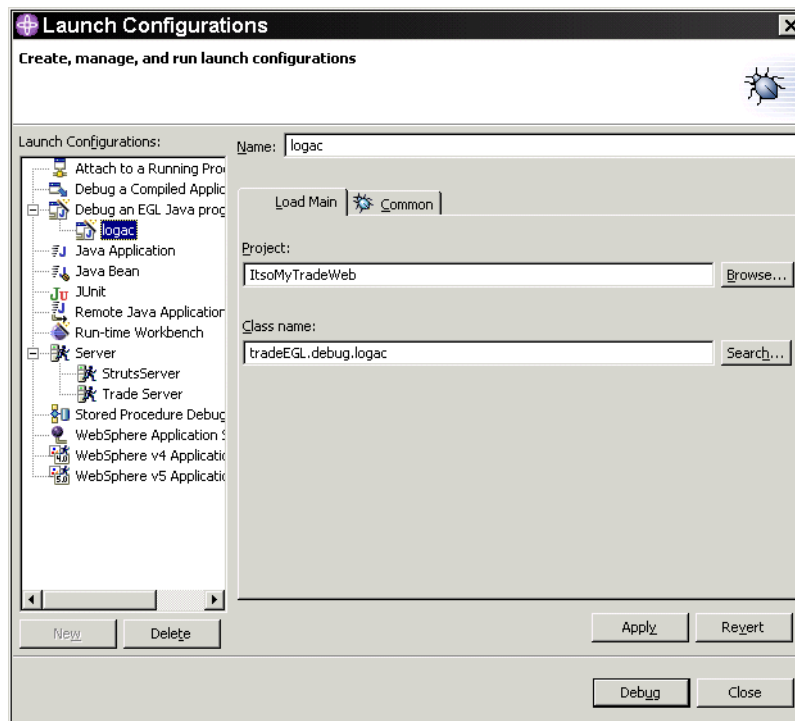 Launch Configurations
Create, manage, and run launch configurations
Launch Configurations:
Attach to a Running Pro
Debug a Compiled Applic
Debug an EGL Java prog
logac
Java Application
Java Bean
JUnit
Remote Java Application
Run-time Workbench
Server
StrutsServer
Trade Server
Stored Procedure Debug
WebSphere Application S
WebSphere v4 Applicatio
WebSphere v5 Applicatio
New
Delete
Name: logac
Load Main
Common
Project:
ItsoMyTradeWeb
Browse...
Class name:
tradeEGL.debug.logac
Search...
Apply
Revert
Debug
Close